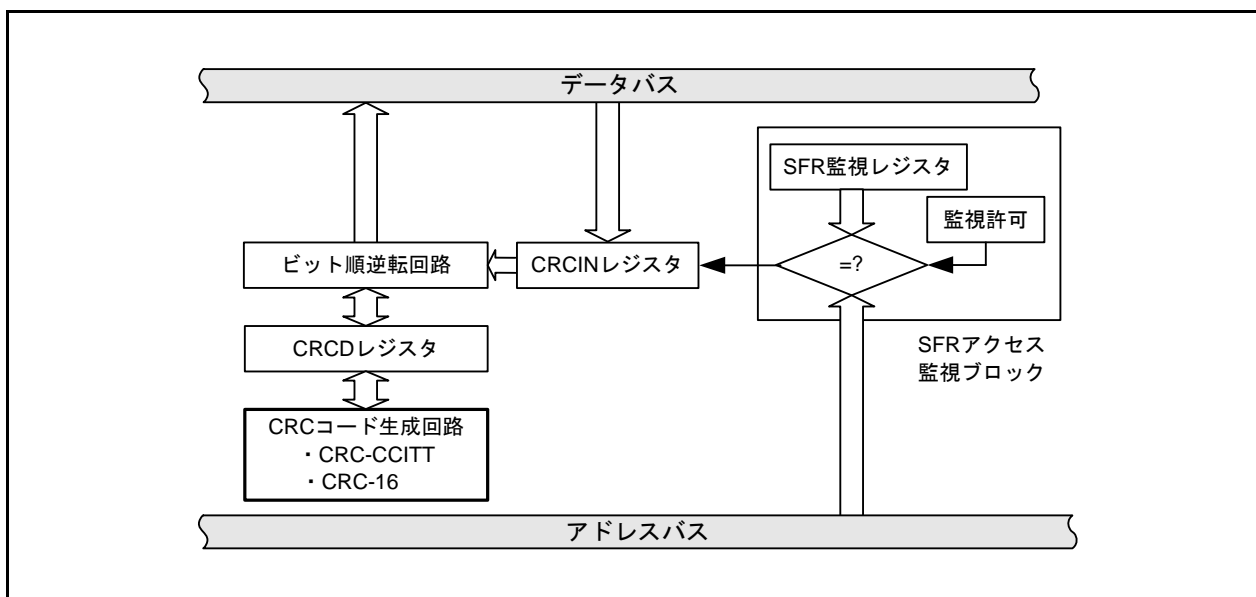 データバス
SFR監視レジスタ
監視許可
ビット順逆転回路
CRCINレジスタ
=?
CRCDレジスタ
SFRアクセス
監視ブロック
CRCコード生成回路
・CRC-CCITT
・CRC-16
アドレスバス